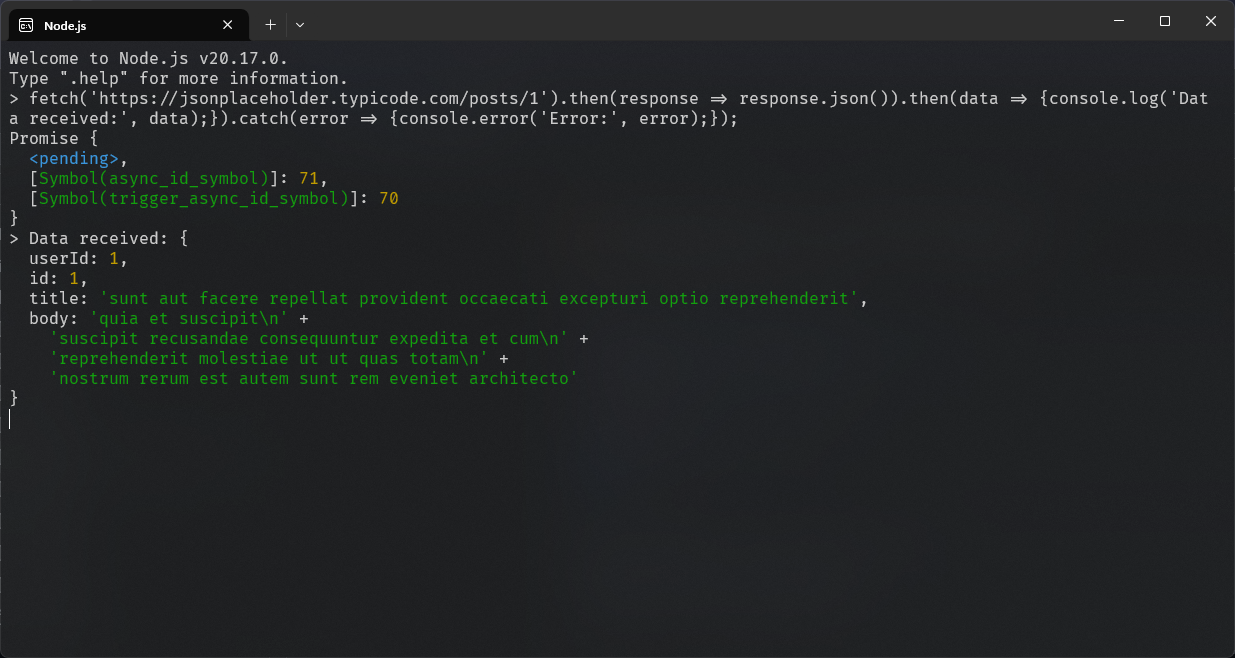 Node.js
Welcome to Node.js v20.17.0.
Type ".help" for more information.
> fetch('https://jsonplaceholder.typicode.com/posts/1').then(response => response.json()).then(data => {console.log('Dat
a received:', data);}).catch(error => {console.error('Error:', error);});
Promise {
  <pending>,
  [Symbol(async_id_symbol)]: 71,
  [Symbol(trigger_async_id_symbol)]: 70
}
> Data received: {
  userId: 1,
  id: 1,
  title: 'sunt aut facere repellat provident occaecati excepturi optio reprehenderit',
  body: 'quia et suscipit\n' +
    'suscipit recusandae consequuntur expedita et cum\n' +
    'reprehenderit molestiae ut ut quas totam\n' +
    'nostrum rerum est autem sunt rem eveniet architecto'
}